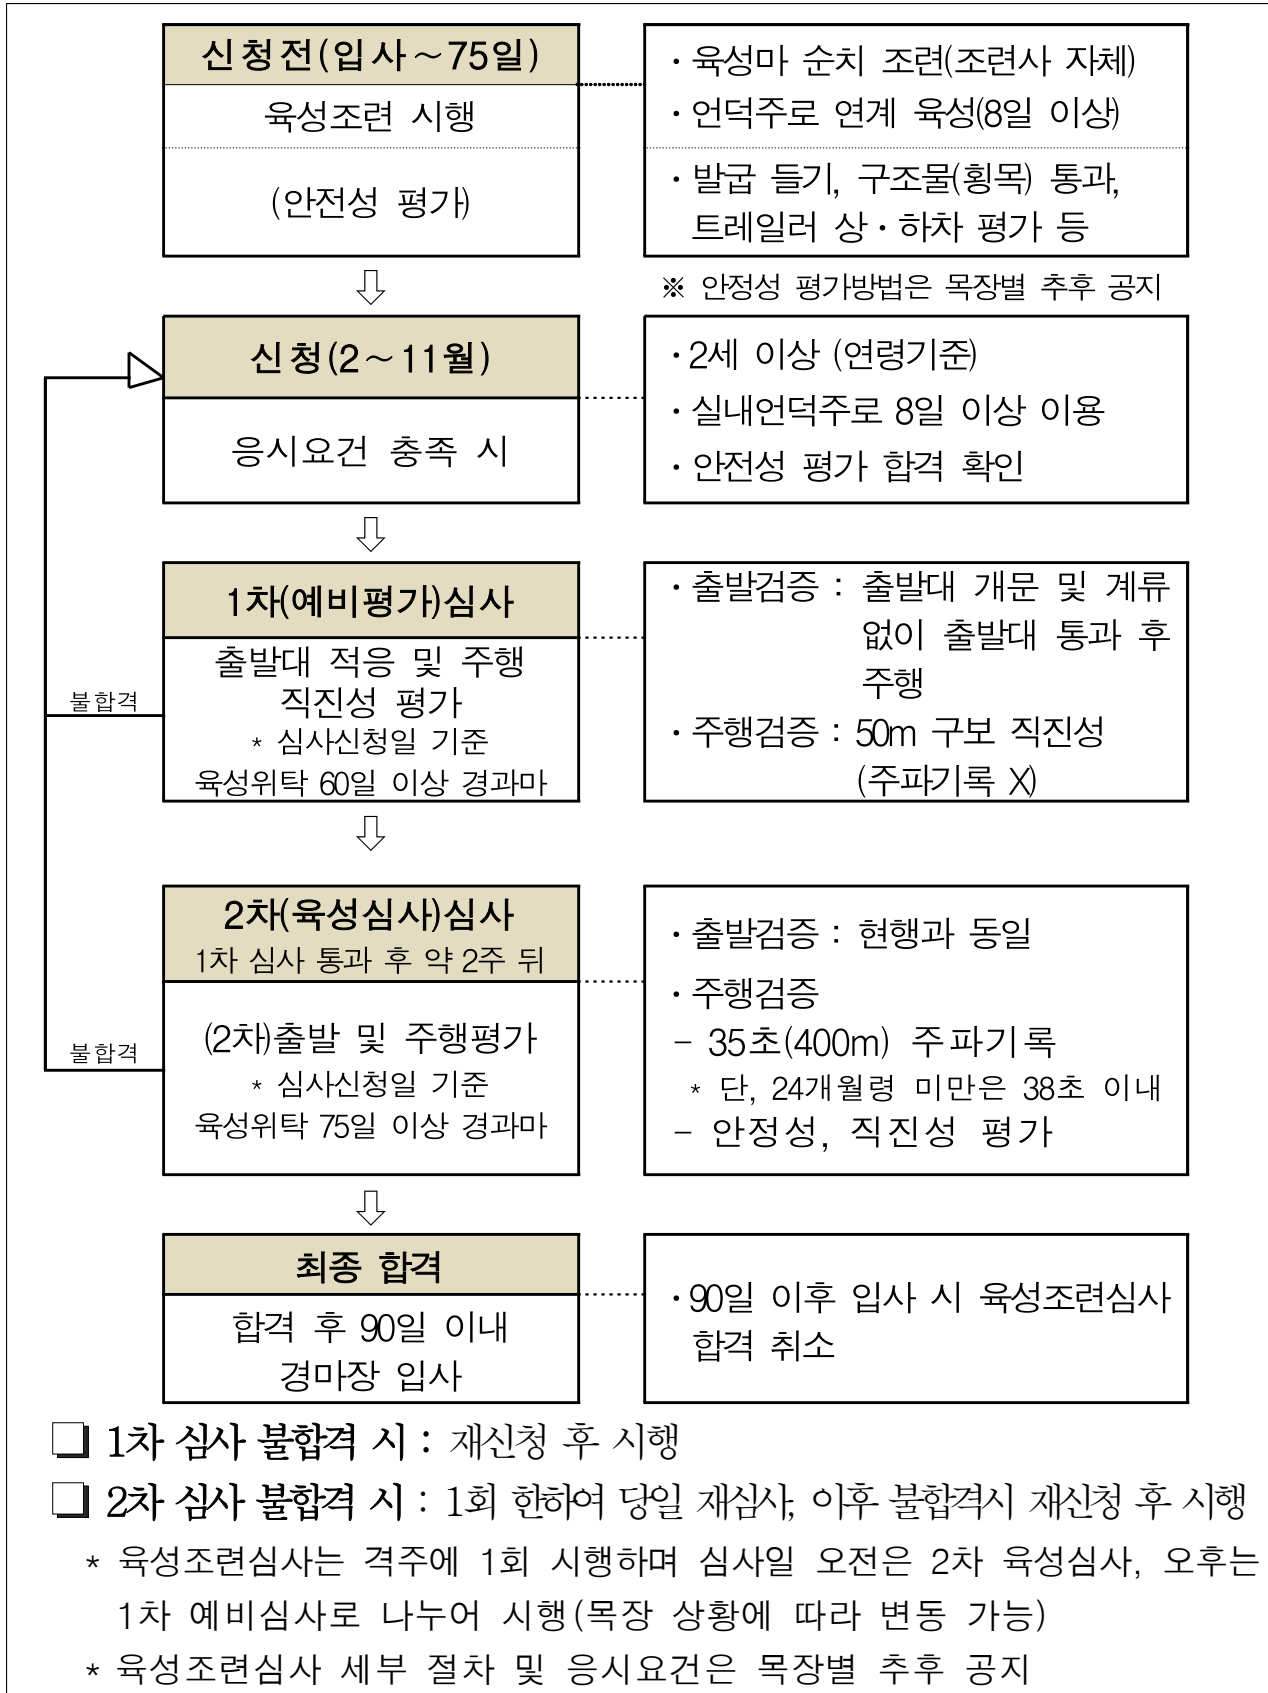 신청전(입사～75일)
육성조련 시행
(안전성 평가)
· 육성마 순치 조련(조련사 자체)
· 언덕주로 연계 육성(8일 이상)
· 발굽 들기, 구조물(횡목) 통과,
트레일러 상·하차 평가 등
※ 안정성 평가방법은 목장별 추후 공지
신청(2～11월)
응시요건 충족 시
· 2세 이상 (연령기준)
· 실내언덕주로 8일 이상 이용
· 안전성 평가 합격 확인
1차(예비평가)심사
출발대 적응 및 주행
직진성 평가
* 심사신청일 기준
육성위탁 60일 이상 경과마
불합격
· 출발검증 : 출발대 개문 및 계류
없이 출발대 통과 후
주행
· 주행검증 : 50m 구보 직진성
(주파기록 X)
2차(육성심사)심사
1차 심사 통과 후 약 2주 뒤
(2차)출발 및 주행평가
* 심사신청일 기준
육성위탁 75일 이상 경과마
불합격
· 출발검증 : 현행과 동일
· 주행검증
- 35초(400m) 주파기록
* 단, 24개월령 미만은 38초 이내
- 안정성, 직진성 평가
최종 합격
합격 후 90일 이내
경마장 입사
· 90일 이후 입사 시 육성조련심사
합격 취소
❏ 1차 심사 불합격 시 : 재신청 후 시행
❏ 2차 심사 불합격 시 : 1회 한하여 당일 재심사, 이후 불합격시 재신청 후 시행
* 육성조련심사는 격주에 1회 시행하며 심사일 오전은 2차 육성심사, 오후는
1차 예비심사로 나누어 시행(목장 상황에 따라 변동 가능)
* 육성조련심사 세부 절차 및 응시요건은 목장별 추후 공지